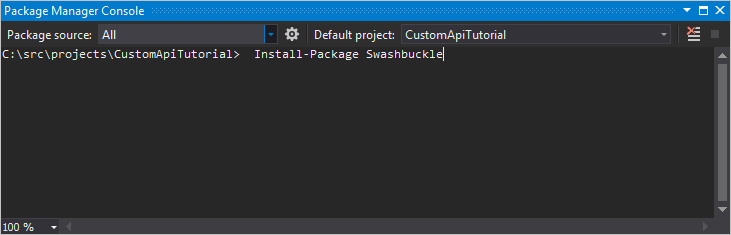 Package Manager Console
Package source: All Default project: CustomApiTutorial
C:\src\projects\CustomApiTutorial>  Install-Package Swashbuckle
100 %